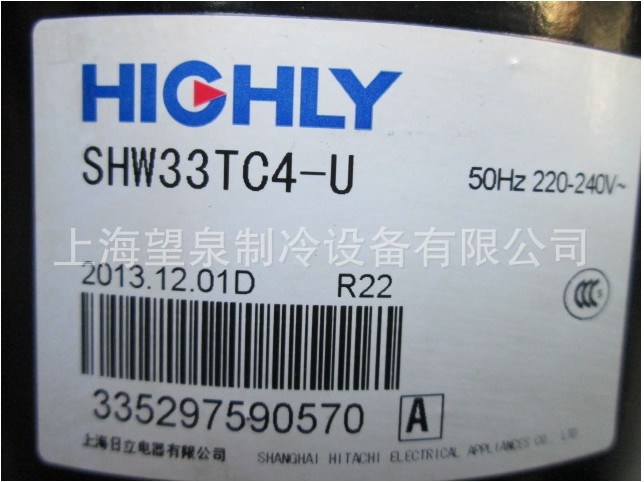 HIGHLY
SHW33TC4-U
50Hz 220-240V~
上海望泉制冷设备有限公司
2013.12.01D R22
CCC
335297590570 A
上海日立电器有限公司 SHANGHAI HITACHI ELECTRICAL APPLIANCES CO., LTD